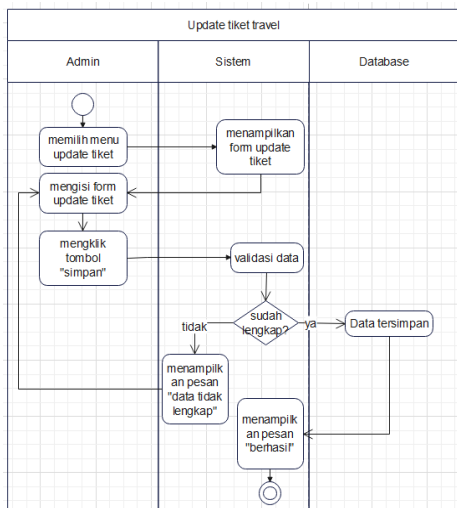 Update tiket travel
Admin
Sistem
Database
memilih menu
update tiket
menampilkan
form update
tiket
mengisi form
update tiket
mengklik
tombol
"simpan"
validasi data
sudah
lengkap?
tidak
ya
Data tersimpan
menampilk
an pesan
"data tidak
lengkap"
menampilk
an pesan
"berhasil"